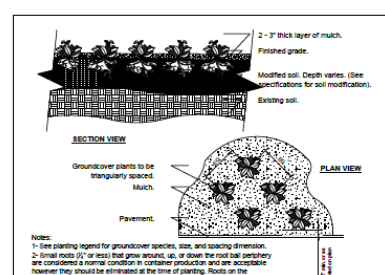 2 - 3" thick layer of mulch.
Finished grade.
Modified soil. Depth varies. (See
specifications for soil modification).
Existing soil.
SECTION VIEW
Groundcover plants to be
triangularly spaced.
PLAN VIEW
Mulch.
Pavement.
Notes:
1- See planting legend for groundcover species, size, and spacing dimension.
2- Small roots (¼" or less) that grow around, up, or down the root ball periphery
are considered a normal condition in container production and are acceptable
however they should be eliminated at the time of planting. Roots on the